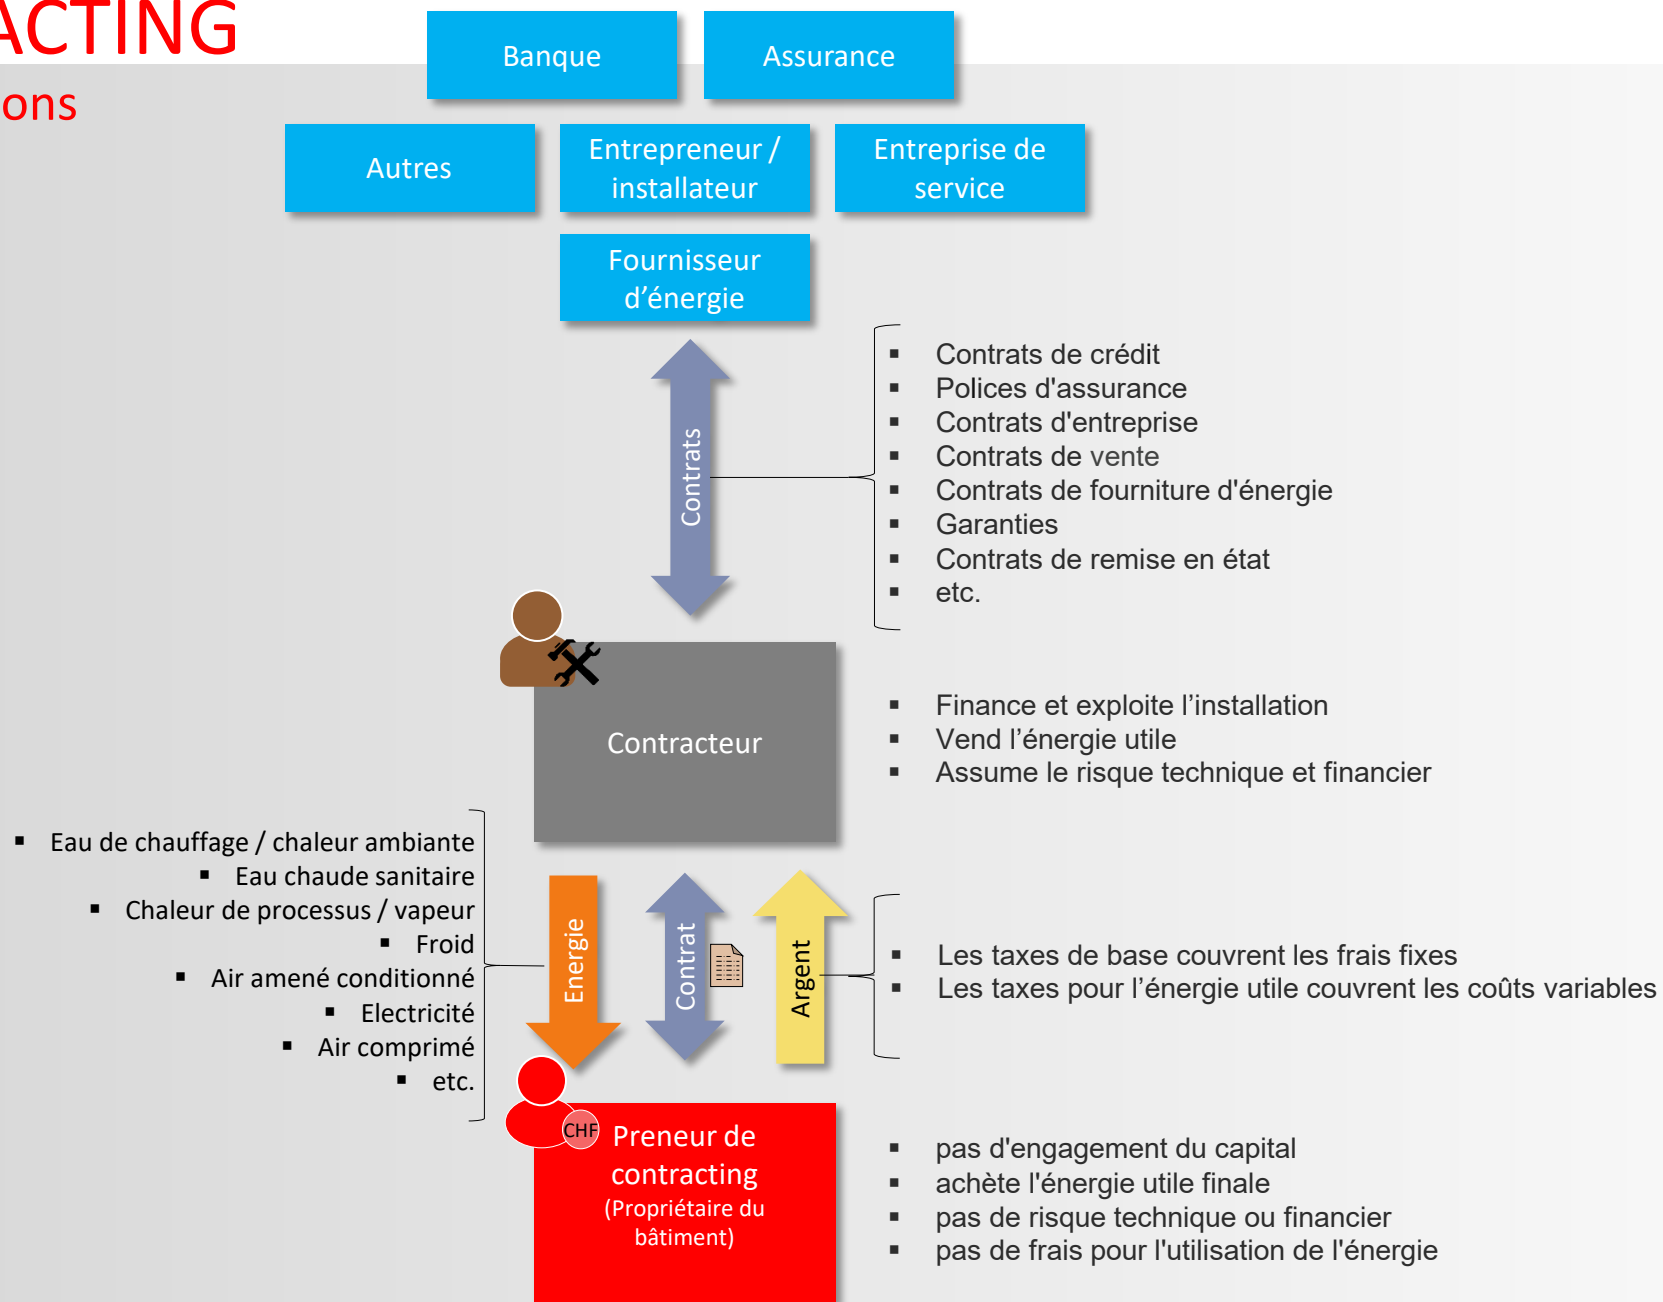 ACTING
ons
Banque
Assurance
Autres
Entrepreneur /
installateur
Entreprise de
service
Fournisseur
d’énergie
Contrats
▪ Contrats de crédit
▪ Polices d'assurance
▪ Contrats d'entreprise
▪ Contrats de vente
▪ Contrats de fourniture d'énergie
▪ Garanties
▪ Contrats de remise en état
▪ etc.
Contracteur
▪ Finance et exploite l’installation
▪ Vend l’énergie utile
▪ Assume le risque technique et financier
▪ Eau de chauffage / chaleur ambiante
▪ Eau chaude sanitaire
▪ Chaleur de processus / vapeur
▪ Froid
▪ Air amené conditionné
▪ Electricité
▪ Air comprimé
▪ etc.
Energie
Contrat
Argent
▪ Les taxes de base couvrent les frais fixes
▪ Les taxes pour l’énergie utile couvrent les coûts variables
CHF
Preneur de
contracting
(Propriétaire du
bâtiment)
▪ pas d'engagement du capital
▪ achète l'énergie utile finale
▪ pas de risque technique ou financier
▪ pas de frais pour l'utilisation de l'énergie